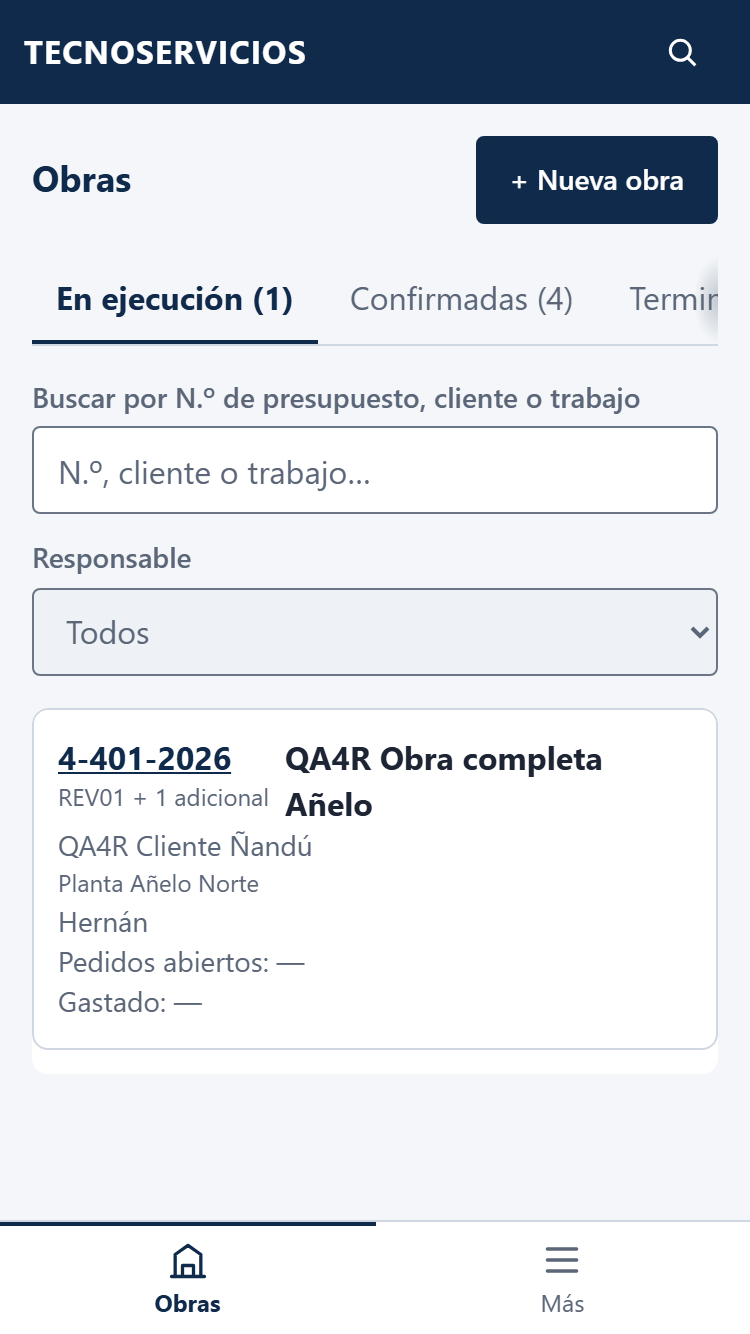 TECNOSERVICIOS
Obras
+ Nueva obra
En ejecución (1)
Confirmadas (4)
Termin
Buscar por N.º de presupuesto, cliente o trabajo
N.º, cliente o trabajo...
Responsable
Todos
4-401-2026
REV01 + 1 adicional
QA4R Obra completa
Añelo
QA4R Cliente Ñandú
Planta Añelo Norte
Hernán
Pedidos abiertos: —
Gastado: —
Obras
Más